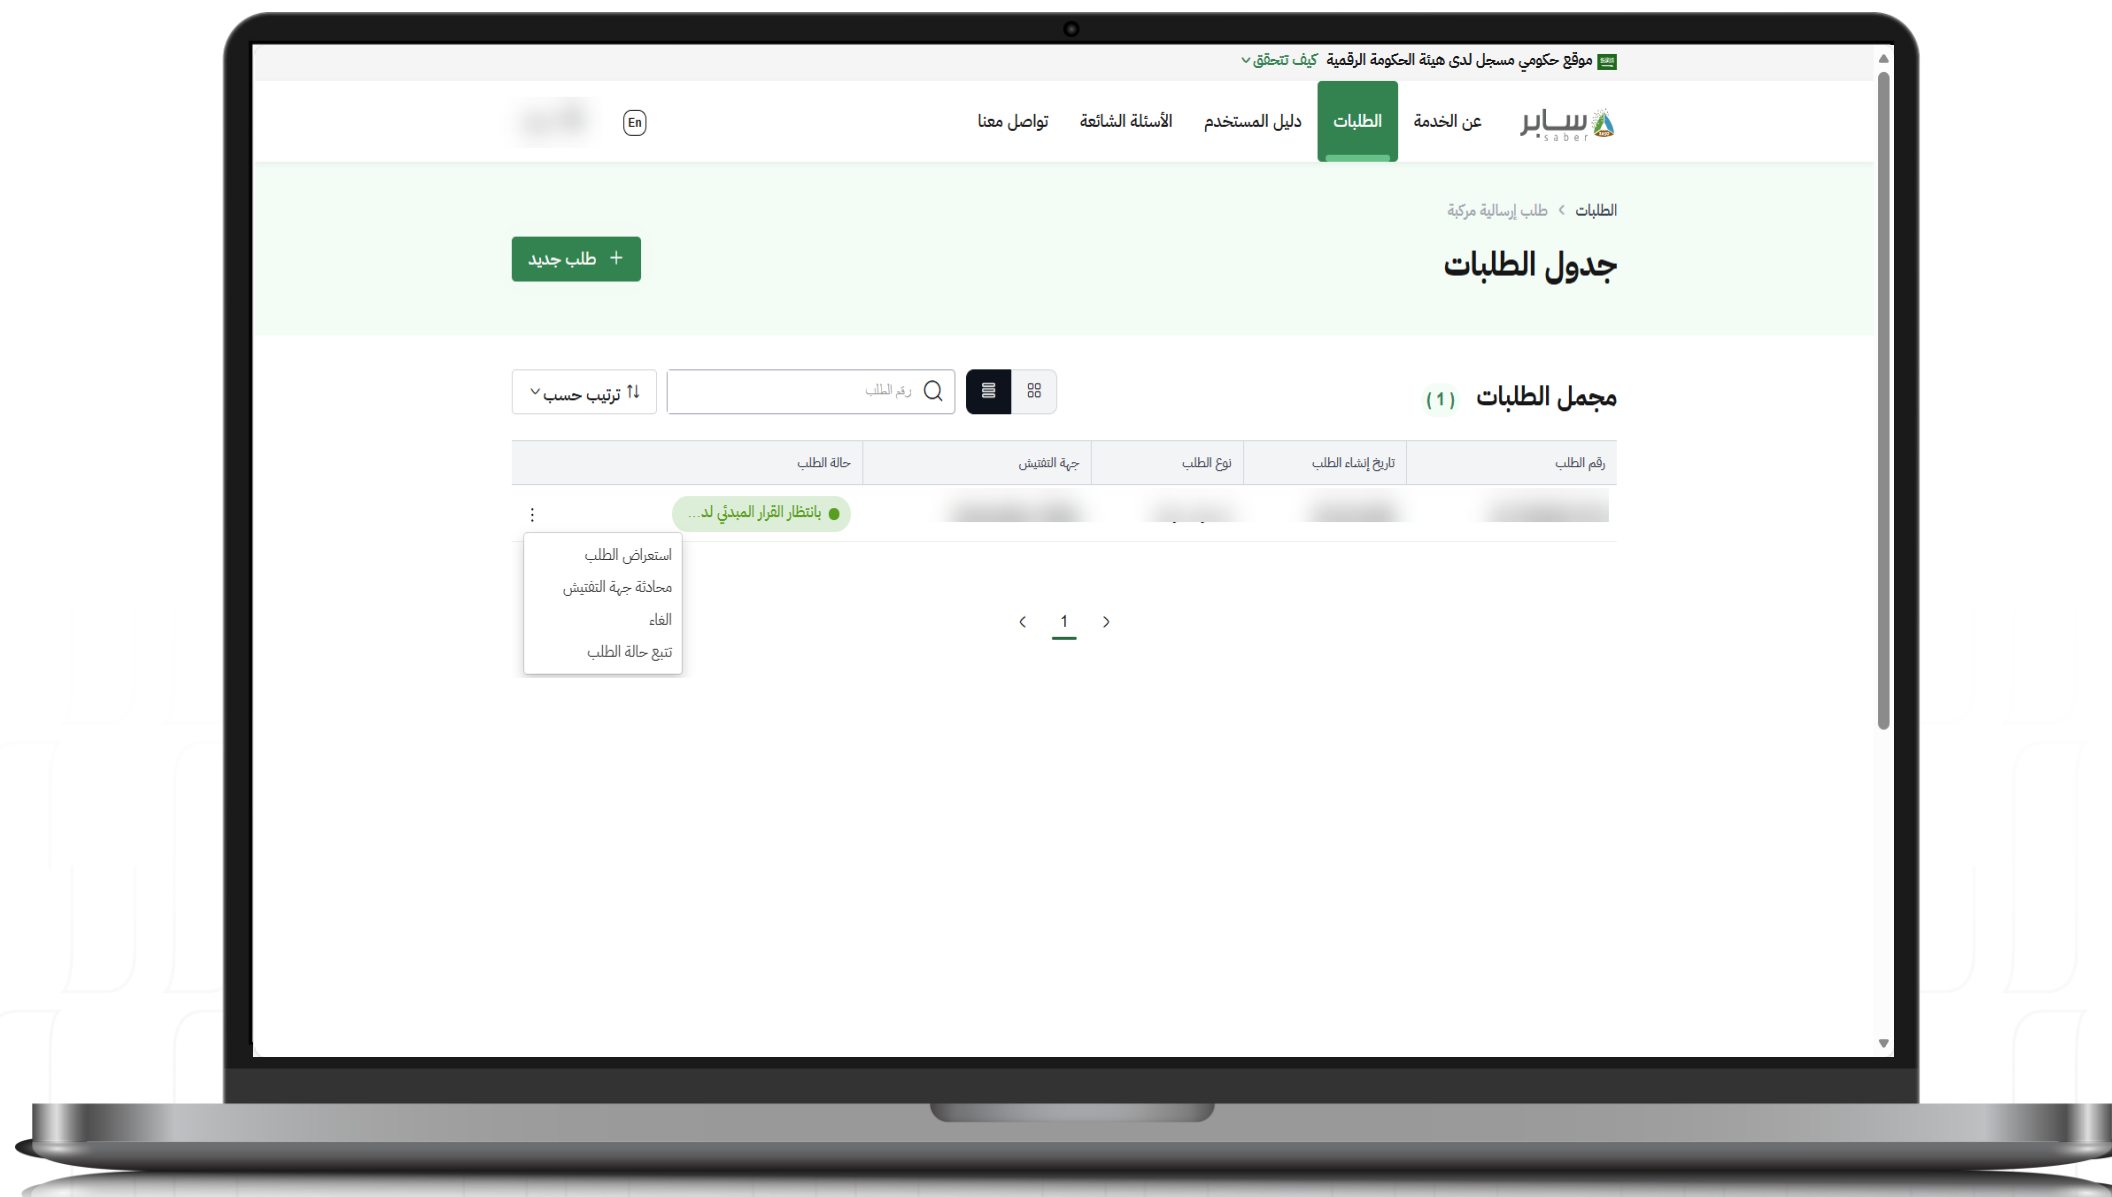 موقع حكومي مسجل لدى هيئة الحكومة الرقمية كيف تتحقق
سابر
saber
عن الخدمة
الطلبات
دليل المستخدم
الأسئلة الشائعة
تواصل معنا
En
الطلبات › طلب إرسالية مركبة
جدول الطلبات
+ طلب جديد
مجمل الطلبات (1)
رقم الطلب
ترتيب حسب
رقم الطلب
تاريخ إنشاء الطلب
نوع الطلب
جهة التفتيش
حالة الطلب
بانتظار القرار المبدئي لد...
استعراض الطلب
محادثة جهة التفتيش
الغاء
تتبع حالة الطلب
1